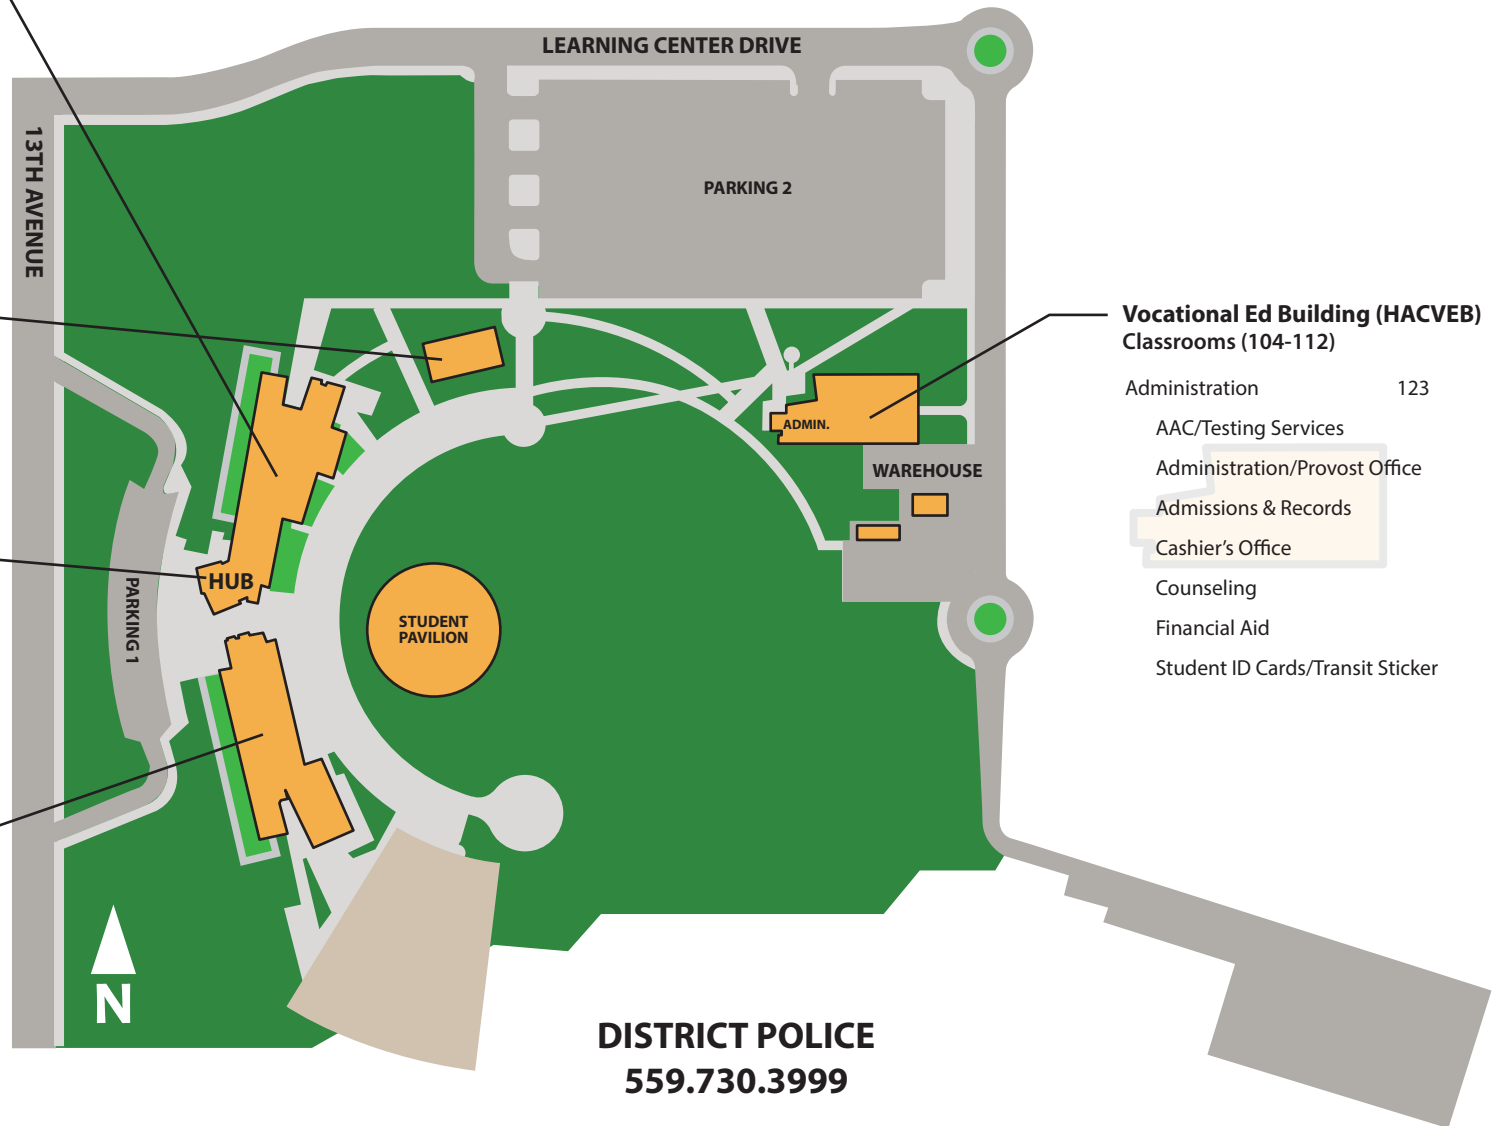 LEARNING CENTER DRIVE
13TH AVENUE
PARKING 2
Vocational Ed Building (HACVEB)
Classrooms (104-112)
Administration 123
AAC/Testing Services
Administration/Provost Office
Admissions & Records
Cashier's Office
Counseling
Financial Aid
Student ID Cards/Transit Sticker
ADMIN.
WAREHOUSE
HUB
PARKING 1
STUDENT
PAVILION
N
DISTRICT POLICE
559.730.3999